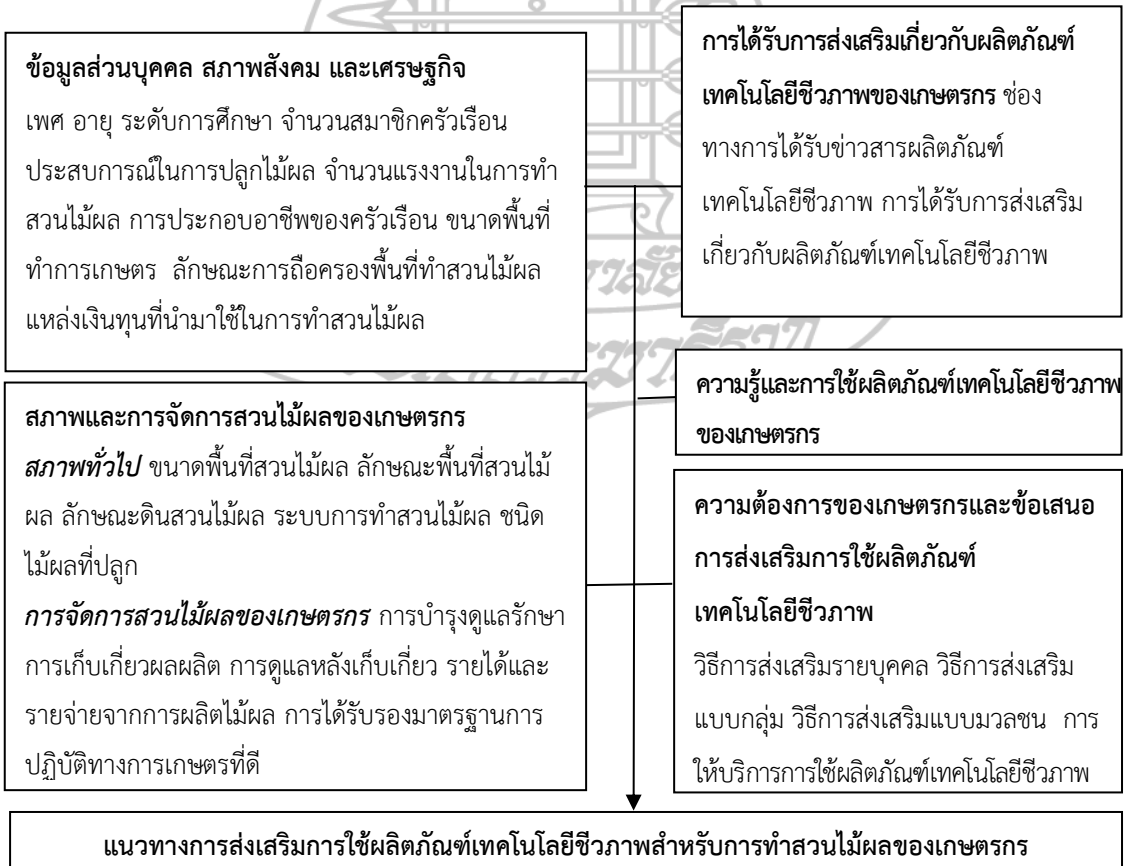 ข้อมูลส่วนบุคคล สภาพสังคม และเศรษฐกิจ
เพศ อายุ ระดับการศึกษา จำนวนสมาชิกครัวเรือน
ประสบการณ์ในการปลูกไม้ผล จำนวนแรงงานในการทำ
สวนไม้ผล การประกอบอาชีพของครัวเรือน ขนาดพื้นที่
ทำการเกษตร ลักษณะการถือครองพื้นที่ทำสวนไม้ผล
แหล่งเงินทุนที่นำมาใช้ในการทำสวนไม้ผล
สภาพและการจัดการสวนไม้ผลของเกษตรกร
สภาพทั่วไป ขนาดพื้นที่สวนไม้ผล ลักษณะพื้นที่สวนไม้
ผล ลักษณะดินสวนไม้ผล ระบบการทำสวนไม้ผล ชนิด
ไม้ผลที่ปลูก
การจัดการสวนไม้ผลของเกษตรกร การบำรุงดูแลรักษา
การเก็บเกี่ยวผลผลิต การดูแลหลังเก็บเกี่ยว รายได้และ
รายจ่ายจากการผลิตไม้ผล การได้รับรองมาตรฐานการ
ปฏิบัติทางการเกษตรที่ดี
การได้รับการส่งเสริมเกี่ยวกับผลิตภัณฑ์
เทคโนโลยีชีวภาพของเกษตรกร ช่อง
ทางการได้รับข่าวสารผลิตภัณฑ์
เทคโนโลยีชีวภาพ การได้รับการส่งเสริม
เกี่ยวกับผลิตภัณฑ์เทคโนโลยีชีวภาพ
ความรู้และการใช้ผลิตภัณฑ์เทคโนโลยีชีวภาพ
ของเกษตรกร
ความต้องการของเกษตรกรและข้อเสนอ
การส่งเสริมการใช้ผลิตภัณฑ์
เทคโนโลยีชีวภาพ
วิธีการส่งเสริมรายบุคคล วิธีการส่งเสริม
แบบกลุ่ม วิธีการส่งเสริมแบบมวลชน การ
ให้บริการการใช้ผลิตภัณฑ์เทคโนโลยีชีวภาพ
แนวทางการส่งเสริมการใช้ผลิตภัณฑ์เทคโนโลยีชีวภาพสำหรับการทำสวนไม้ผลของเกษตรกร